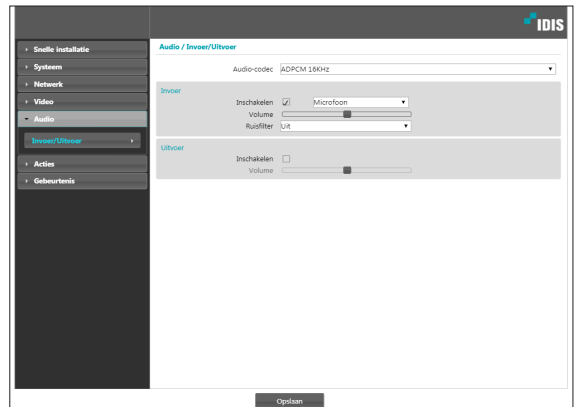 IDIS
Snelle installatie
Systeem
Netwerk
Video
Audio
Invoer/Uitvoer
Acties
Gebeurtenis
Audio / Invoer/Uitvoer
Audio-codec ADPCM 16KHz
Invoer
Inschakelen Microfoon
Volume
Ruisfilter Uit
Uitvoer
Inschakelen
Volume
Opslaan